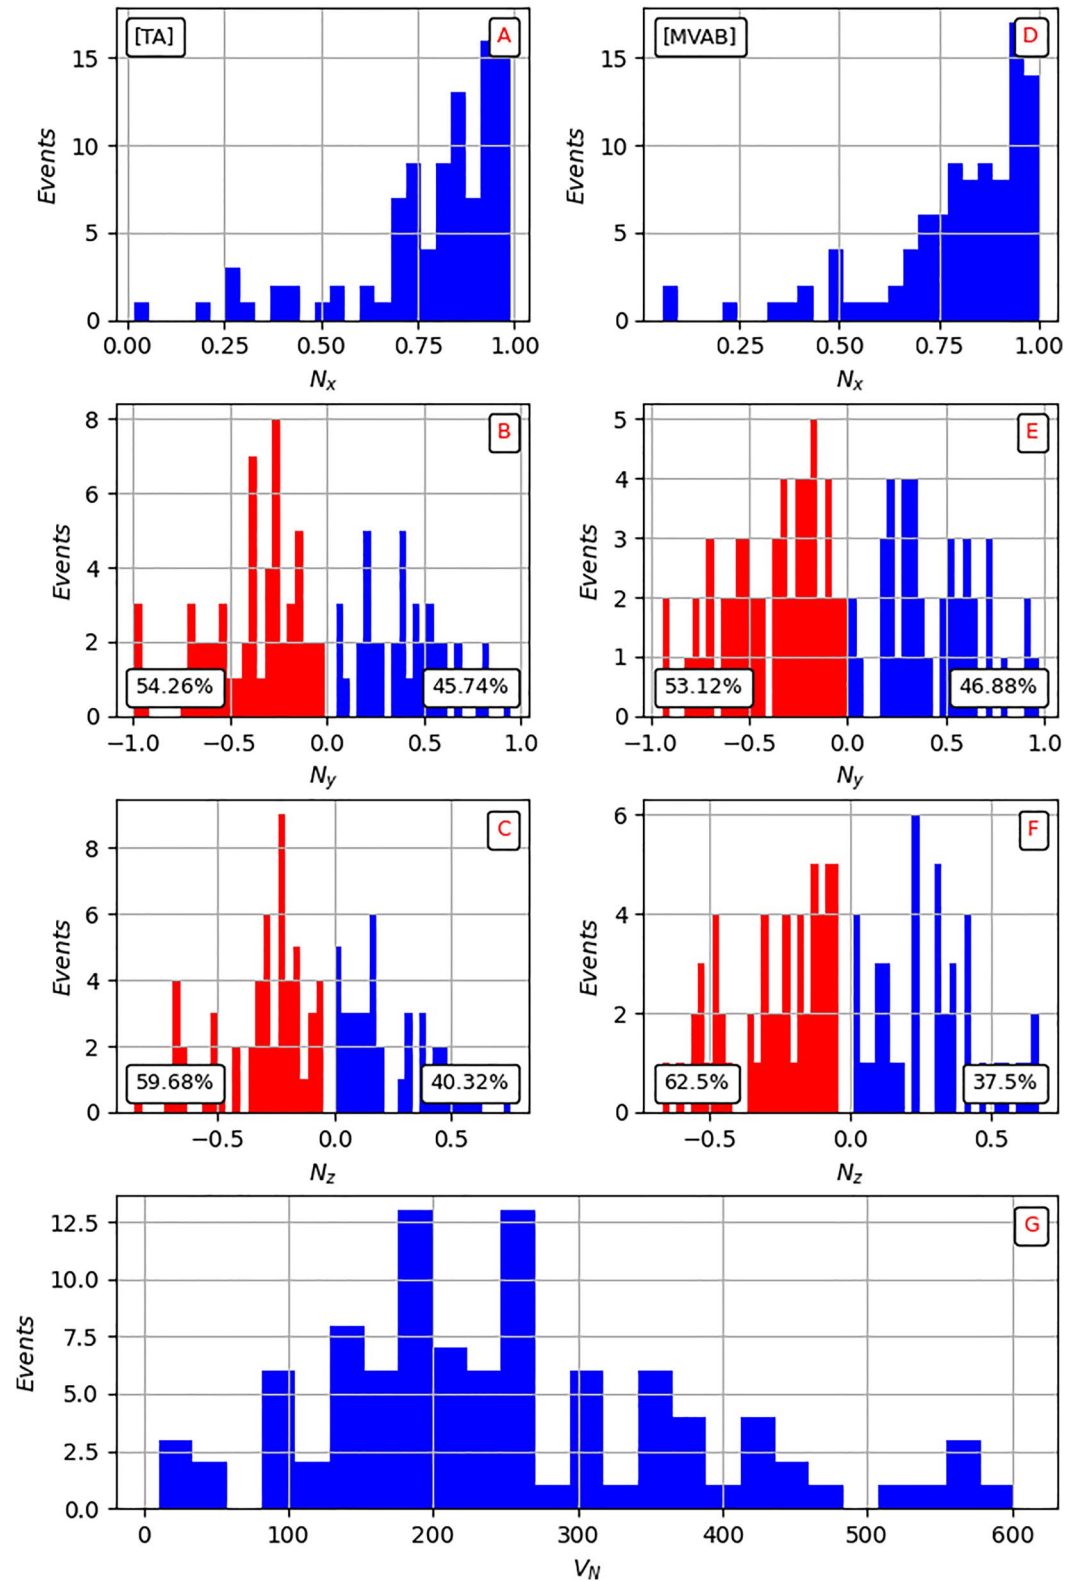 [TA]
A
15
10
5
0
Events
0.00 0.25 0.50 0.75 1.00
Nx
[MVAB]
D
15
10
5
0
Events
0.25 0.50 0.75 1.00
Nx
B
8
6
4
2
0
Events
54.26%
45.74%
−1.0 −0.5 0.0 0.5 1.0
Ny
E
5
4
3
2
1
0
Events
53.12%
46.88%
−1.0 −0.5 0.0 0.5 1.0
Ny
C
8
6
4
2
0
Events
59.68%
40.32%
−0.5 0.0 0.5
Nz
F
6
4
2
0
Events
62.5%
37.5%
−0.5 0.0 0.5
Nz
G
12.5
10.0
7.5
5.0
2.5
0.0
Events
0 100 200 300 400 500 600
VN